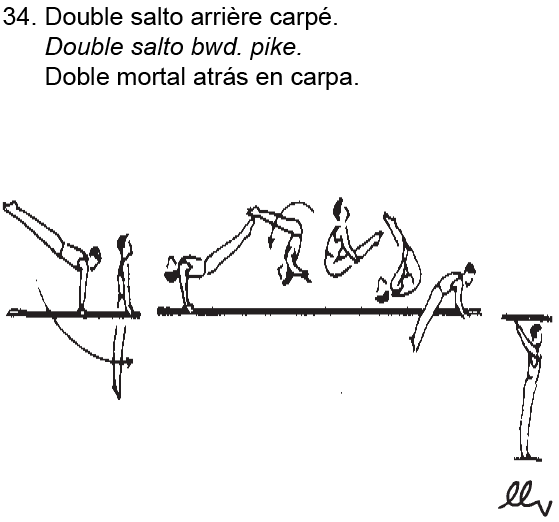 34. Double salto arrière carpé.
Double salto bwd. pike.
Doble mortal atrás en carpa.